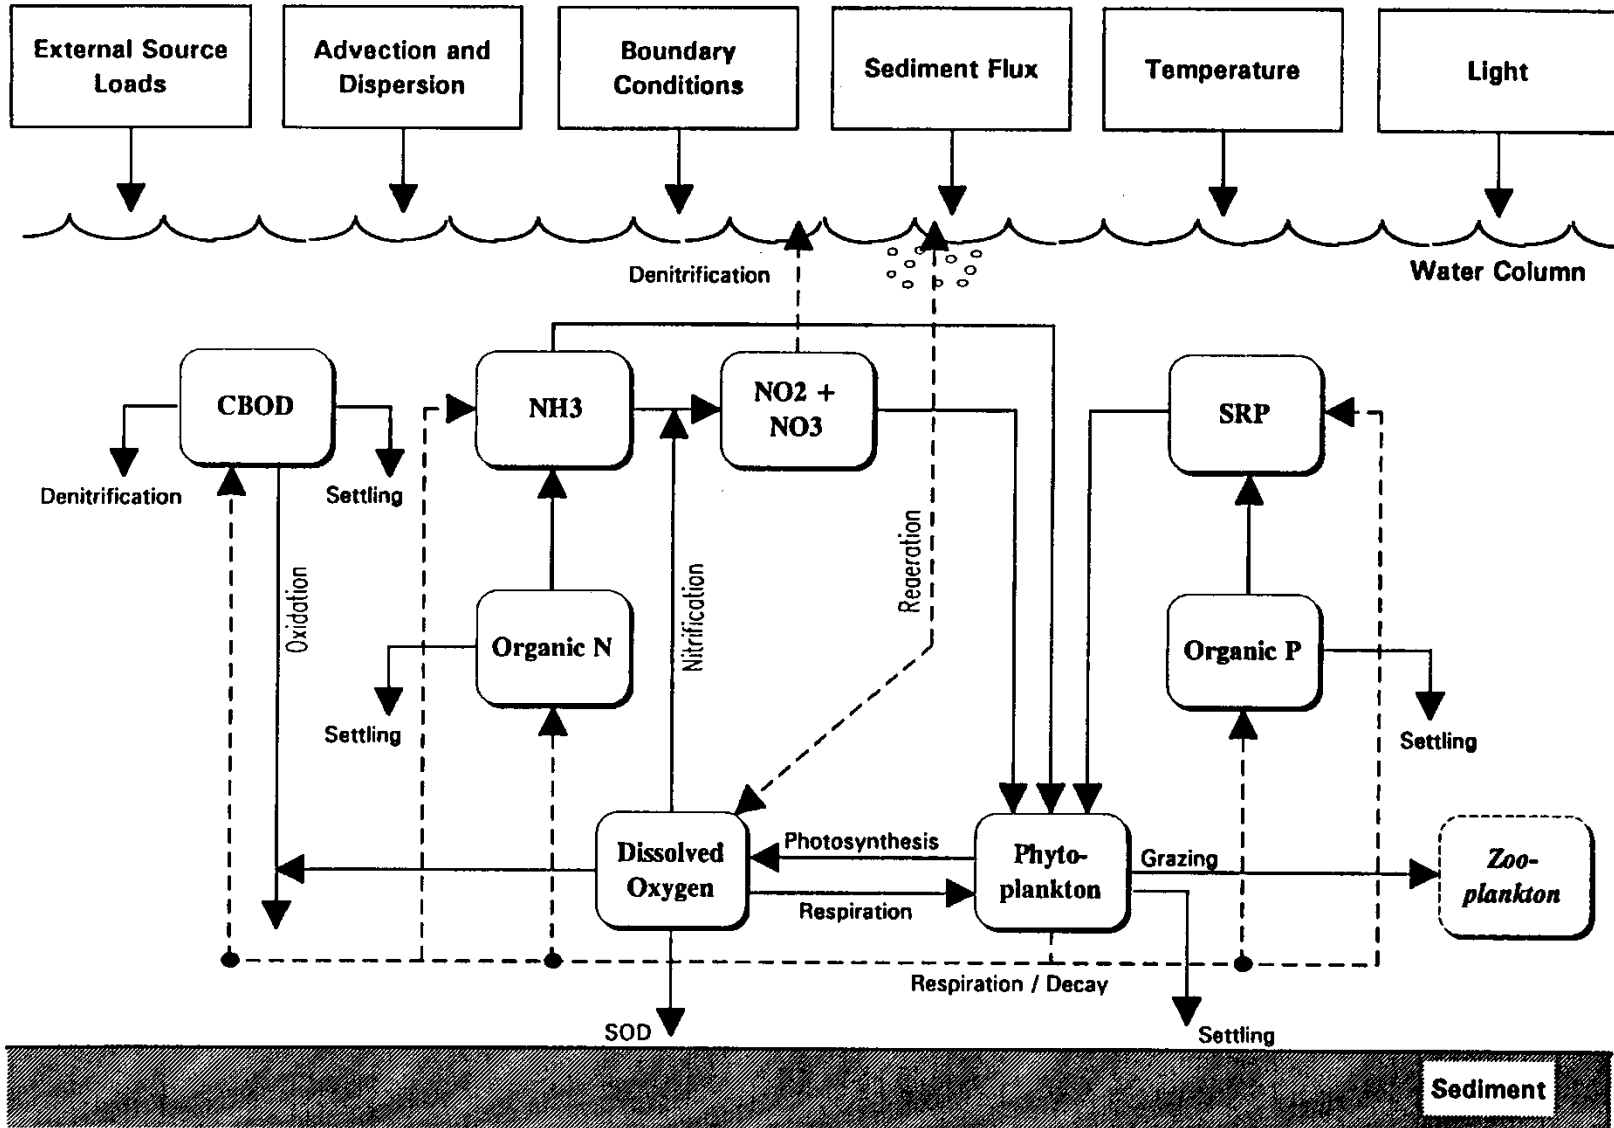 External Source
Loads
Advection and
Dispersion
Boundary
Conditions
Sediment Flux
Temperature
Light
Denitrification
Water Column
CBOD
NH3
NO2 +
NO3
SRP
Denitrification
Settling
Oxidation
Nitrification
Reaeration
Organic N
Organic P
Settling
Settling
Dissolved
Oxygen
Photosynthesis
Respiration
Phyto-
plankton
Grazing
Zoo-
plankton
Respiration / Decay
SOD
Settling
Sediment